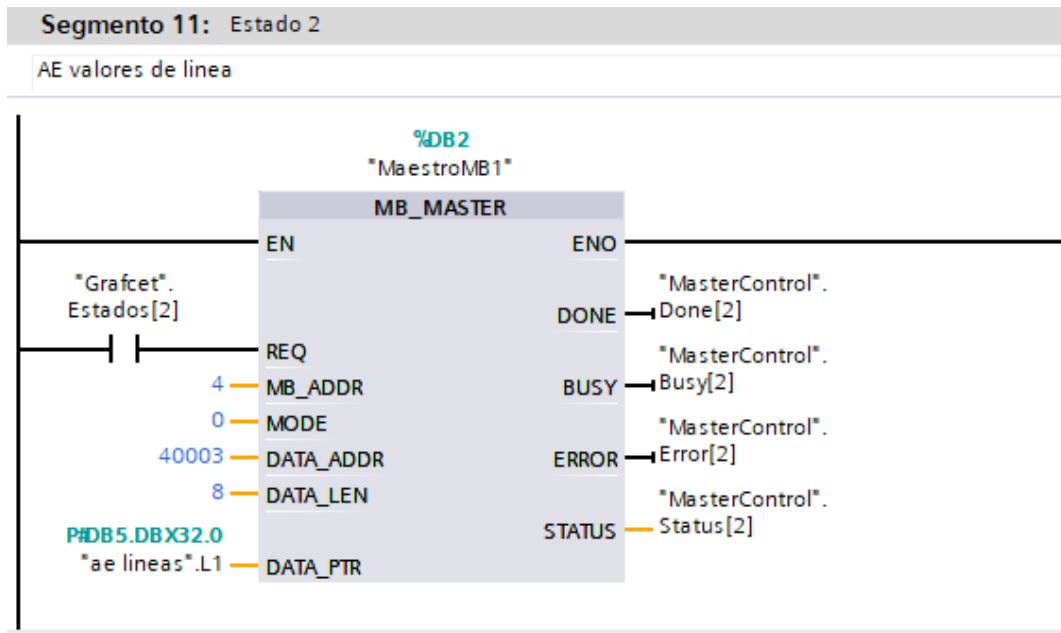 Segmento 11: Estado 2
AE valores de linea
%DB2
"MaestroMB1"
MB_MASTER
EN ENO
"Grafcet".
Estados[2]
REQ
4 MB_ADDR
0 MODE
40003 DATA_ADDR
8 DATA_LEN
P#DB5.DBX32.0
"ae lineas".L1 DATA_PTR
"MasterControl".
DONE Done[2]
"MasterControl".
BUSY Busy[2]
"MasterControl".
ERROR Error[2]
"MasterControl".
STATUS Status[2]